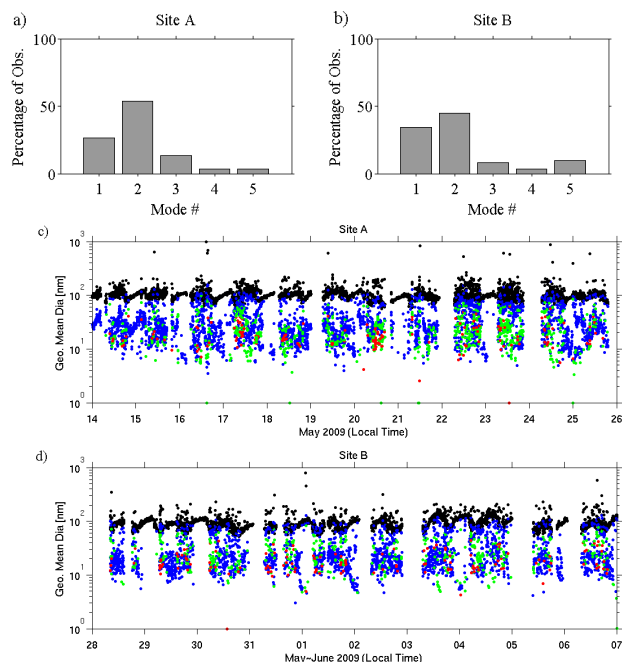 a) Site A
b) Site B
Percentage of Obs.
100
50
0
1 2 3 4 5
Mode #
Percentage of Obs.
100
50
0
1 2 3 4 5
Mode #
c) Site A
Geo. Mean Dia [nm]
10 3
10 2
10 1
10 0
14 15 16 17 18 19 20 21 22 23 24 25 26
May 2009 (Local Time)
d) Site B
Geo. Mean Dia [nm]
10 3
10 2
10 1
10 0
28 29 30 31 01 02 03 04 05 06 07
May-June 2009 (Local Time)